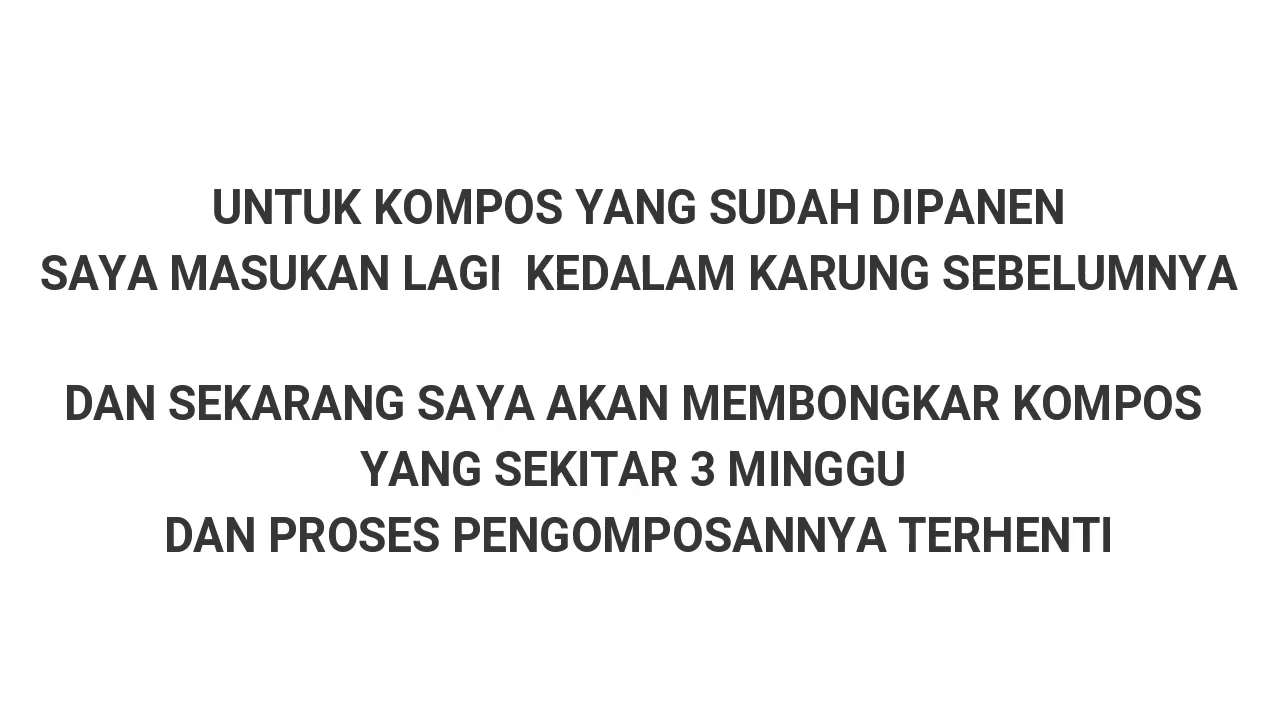 UNTUK KOMPOS YANG SUDAH DIPANEN
SAYA MASUKAN LAGI  KEDALAM KARUNG SEBELUMNYA
DAN SEKARANG SAYA AKAN MEMBONGKAR KOMPOS
YANG SEKITAR 3 MINGGU
DAN PROSES PENGOMPOSANNYA TERHENTI